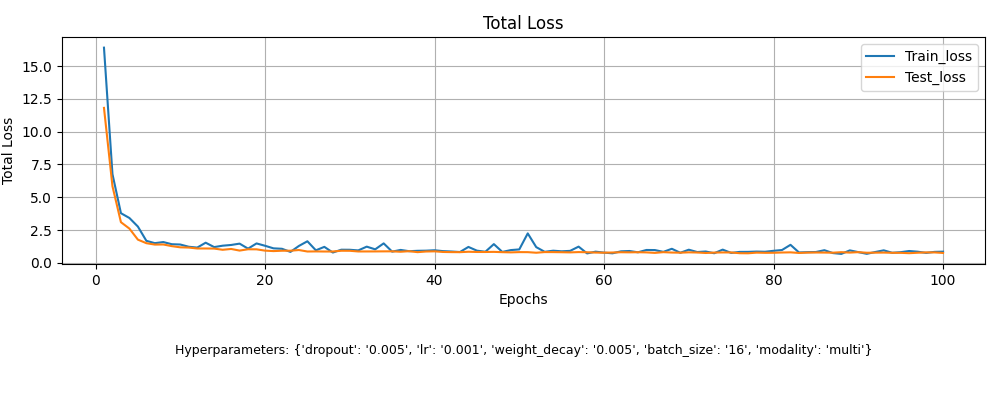 Total Loss
Train_loss
Test_loss
Total Loss
15.0
12.5
10.0
7.5
5.0
2.5
0.0
0 20 40 60 80 100
Epochs
Hyperparameters: {'dropout': '0.005', 'lr': '0.001', 'weight_decay': '0.005', 'batch_size': '16', 'modality': 'multi'}